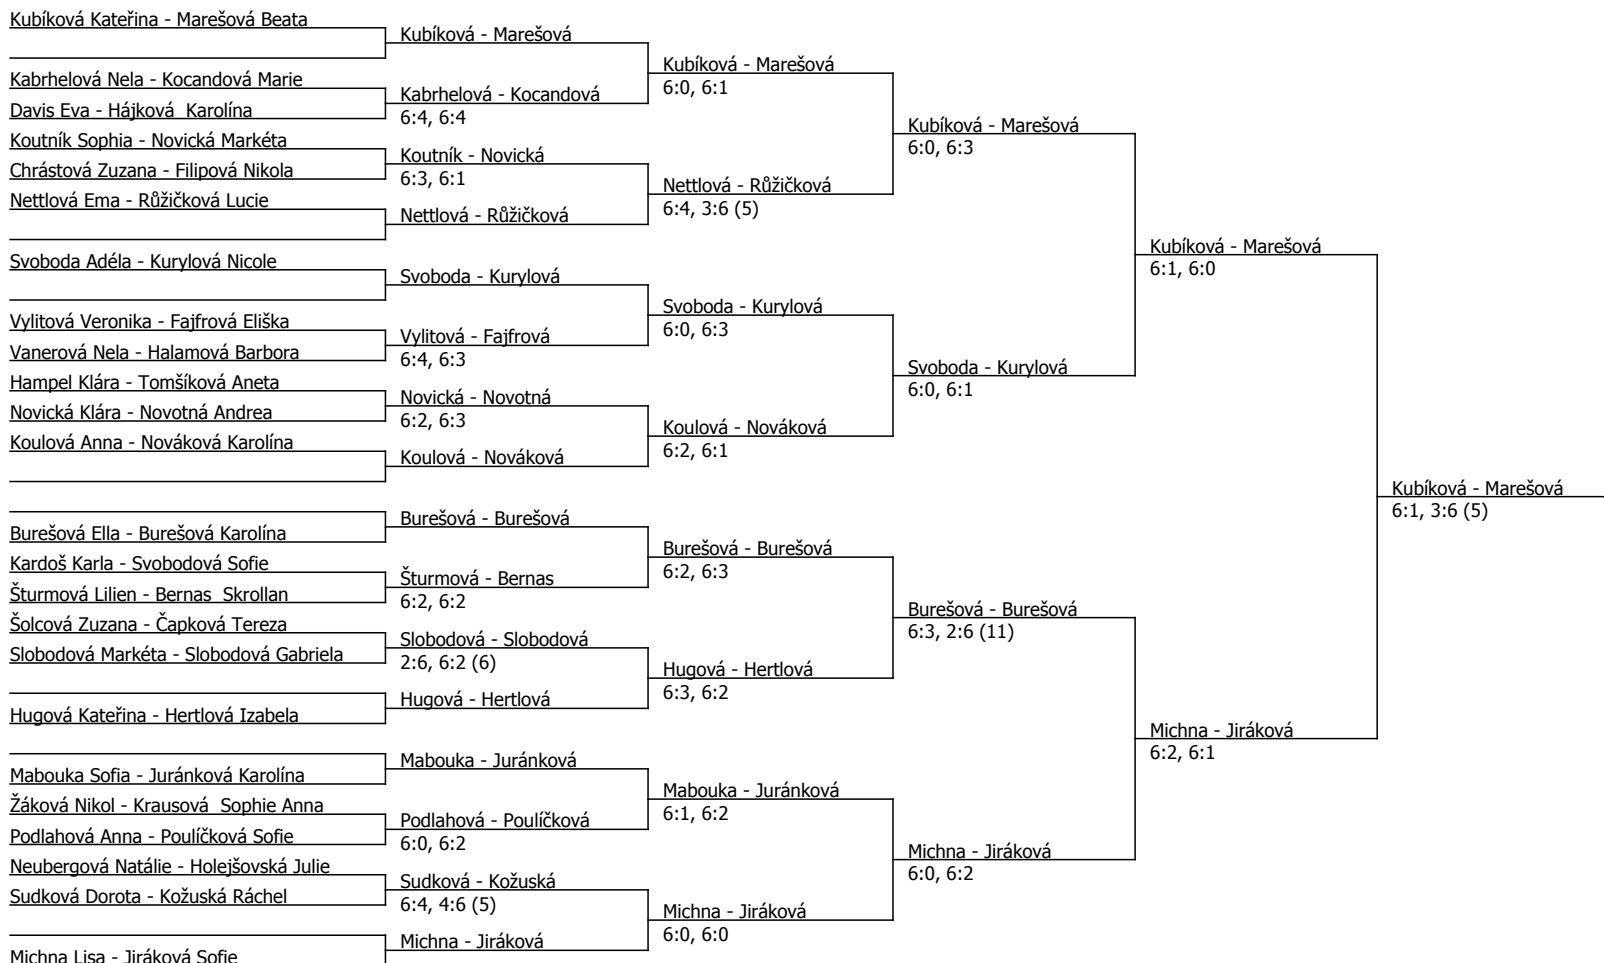 Kubíková Kateřina - Marešová Beata
Kabrhelová Nela - Kocandová Marie
Davis Eva - Hájková  Karolína
Koutník Sophia - Novická Markéta
Chrástová Zuzana - Filipová Nikola
Nettlová Ema - Růžičková Lucie
Svoboda Adéla - Kurylová Nicole
Vylitová Veronika - Fajfrová Eliška
Vanerová Nela - Halamová Barbora
Hampel Klára - Tomšíková Aneta
Novická Klára - Novotná Andrea
Koulová Anna - Nováková Karolína
Burešová Ella - Burešová Karolína
Kardoš Karla - Svobodová Sofie
Šturmová Lilien - Bernas  Skrollan
Šolcová Zuzana - Čapková Tereza
Slobodová Markéta - Slobodová Gabriela
Hugová Kateřina - Hertlová Izabela
Mabouka Sofia - Juránková Karolína
Žáková Nikol - Krausová  Sophie Anna
Podlahová Anna - Poulíčková Sofie
Neubergová Natálie - Holejšovská Julie
Sudková Dorota - Kožuská Ráchel
Michna Lisa - Jiráková Sofie
Kubíková - Marešová
Kabrhelová - Kocandová
6:4, 6:4
Koutník - Novická
6:3, 6:1
Nettlová - Růžičková
Svoboda - Kurylová
Vylitová - Fajfrová
6:4, 6:3
Novická - Novotná
6:2, 6:3
Koulová - Nováková
Burešová - Burešová
Šturmová - Bernas
6:2, 6:2
Slobodová - Slobodová
2:6, 6:2 (6)
Hugová - Hertlová
Mabouka - Juránková
Podlahová - Poulíčková
6:0, 6:2
Sudková - Kožuská
6:4, 4:6 (5)
Michna - Jiráková
Kubíková - Marešová
6:0, 6:1
Nettlová - Růžičková
6:4, 3:6 (5)
Svoboda - Kurylová
6:0, 6:3
Koulová - Nováková
6:2, 6:1
Burešová - Burešová
6:2, 6:3
Hugová - Hertlová
6:3, 6:2
Mabouka - Juránková
6:1, 6:2
Michna - Jiráková
6:0, 6:0
Kubíková - Marešová
6:0, 6:3
Svoboda - Kurylová
6:0, 6:1
Burešová - Burešová
6:3, 2:6 (11)
Michna - Jiráková
6:0, 6:2
Kubíková - Marešová
6:1, 6:0
Michna - Jiráková
6:2, 6:1
Kubíková - Marešová
6:1, 3:6 (5)